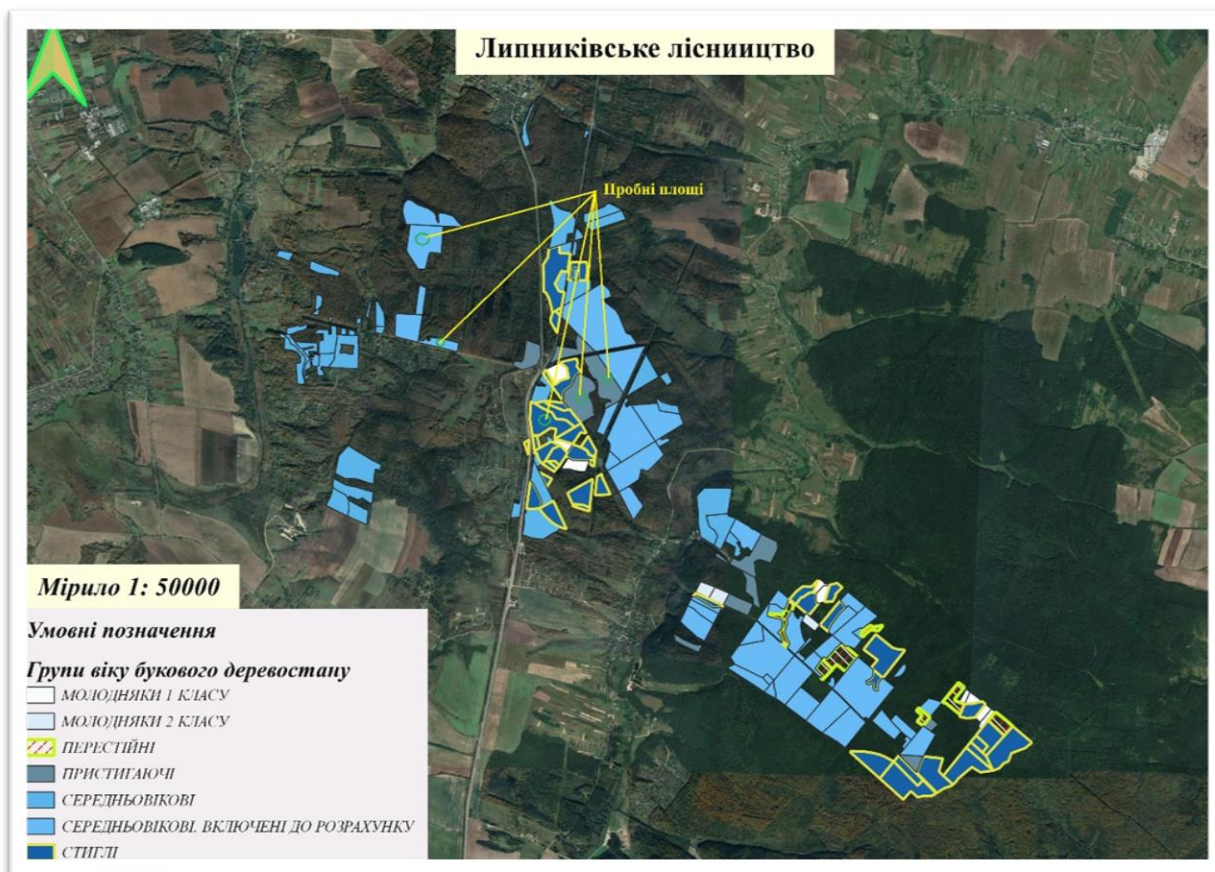 Липниківське лісниицтво
Пробні площі
Мірило 1: 50000
Умовні позначення
Групи віку букового деревостану
МОЛОДНЯКИ 1 КЛАСУ
МОЛОДНЯКИ 2 КЛАСУ
ПЕРЕСТІЙНІ
ПРИСТИГАЮЧІ
СЕРЕДНЬОВІКОВІ
СЕРЕДНЬОВІКОВІ. ВКЛЮЧЕНІ ДО РОЗРАХУНКУ
СТИГЛІ